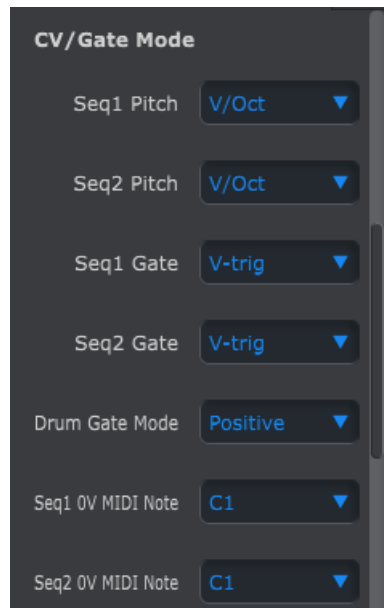 CV/Gate Mode
Seq1 Pitch V/Oct
Seq2 Pitch V/Oct
Seq1 Gate V-trig
Seq2 Gate V-trig
Drum Gate Mode Positive
Seq1 0V MIDI Note C1
Seq2 0V MIDI Note C1